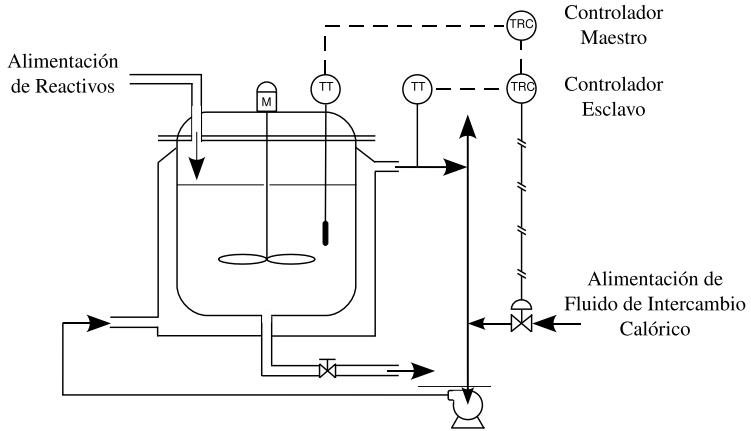 Controlador
Maestro
TRC
Alimentación
de Reactivos
TT
TT
TRC
Controlador
Esclavo
M
Alimentación de
Fluido de Intercambio
Calórico